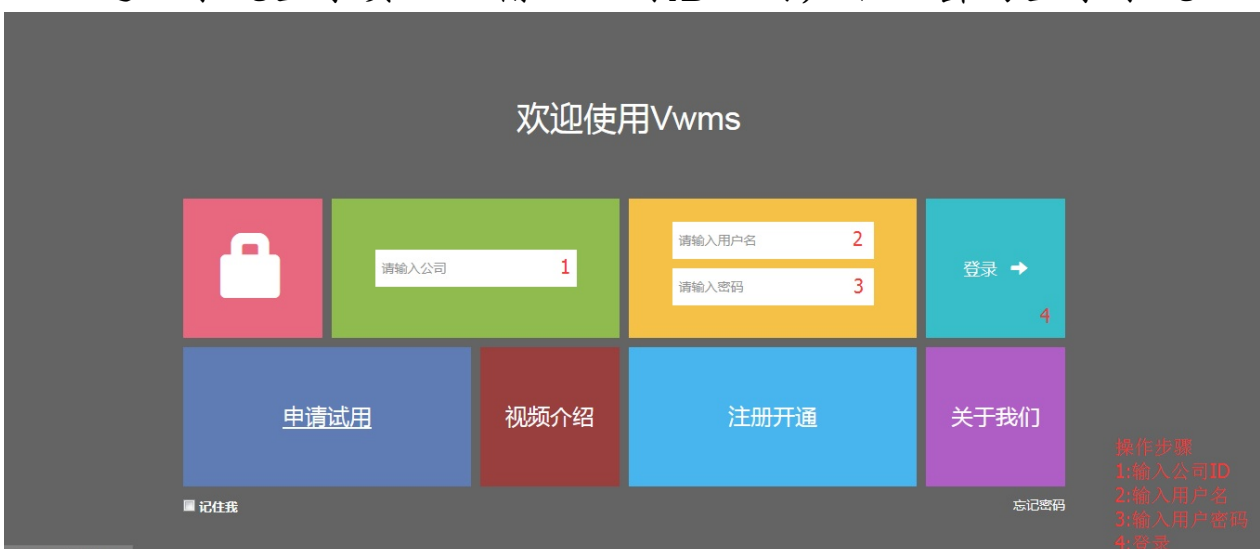 欢迎使用Vwms
请输入公司 1
请输入用户名 2
请输入密码 3
登录
4
申请试用
视频介绍
注册开通
关于我们
记住我
忘记密码
操作步骤
1:输入公司ID
2:输入用户名
3:输入用户密码
4:登录